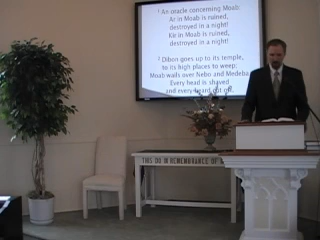 ¹ An oracle concerning Moab:
Ar in Moab is ruined,
destroyed in a night!
Kir in Moab is ruined,
destroyed in a night!
² Dibon goes up to its temple,
to its high places to weep;
Moab wails over Nebo and Medeba.
Every head is shaved
and every beard cut off.
THIS DO IN REMEMBRANCE OF